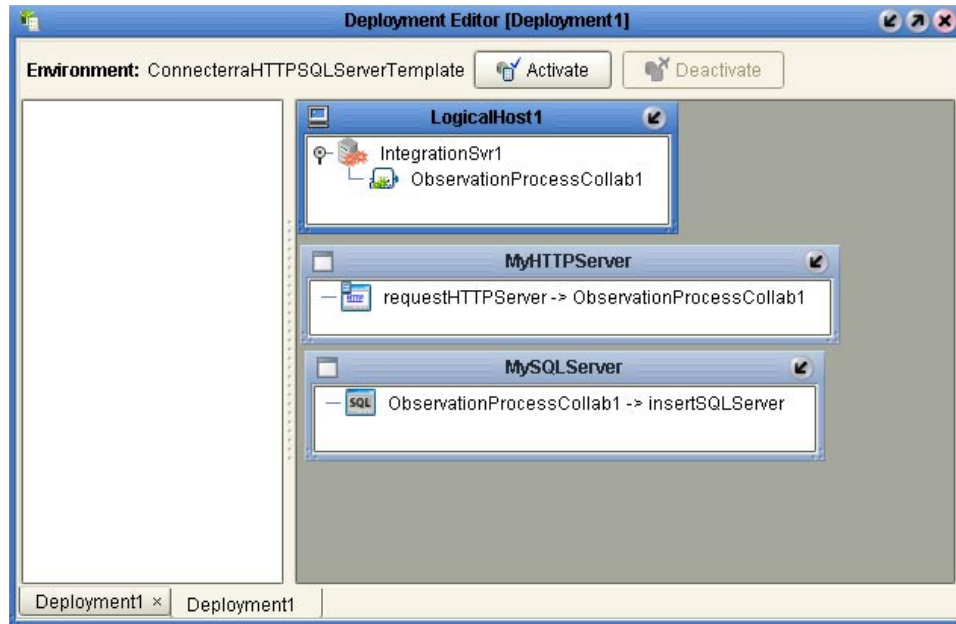 Deployment Editor [Deployment1]
Environment: ConnecterraHTTPSQLServerTemplate Activate Deactivate
LogicalHost1
IntegrationSvr1
ObservationProcessCollab1
MyHTTPServer
HTTP requestHTTPServer -> ObservationProcessCollab1
MySQLServer
SQL ObservationProcessCollab1 -> insertSQLServer
Deployment1 × Deployment1